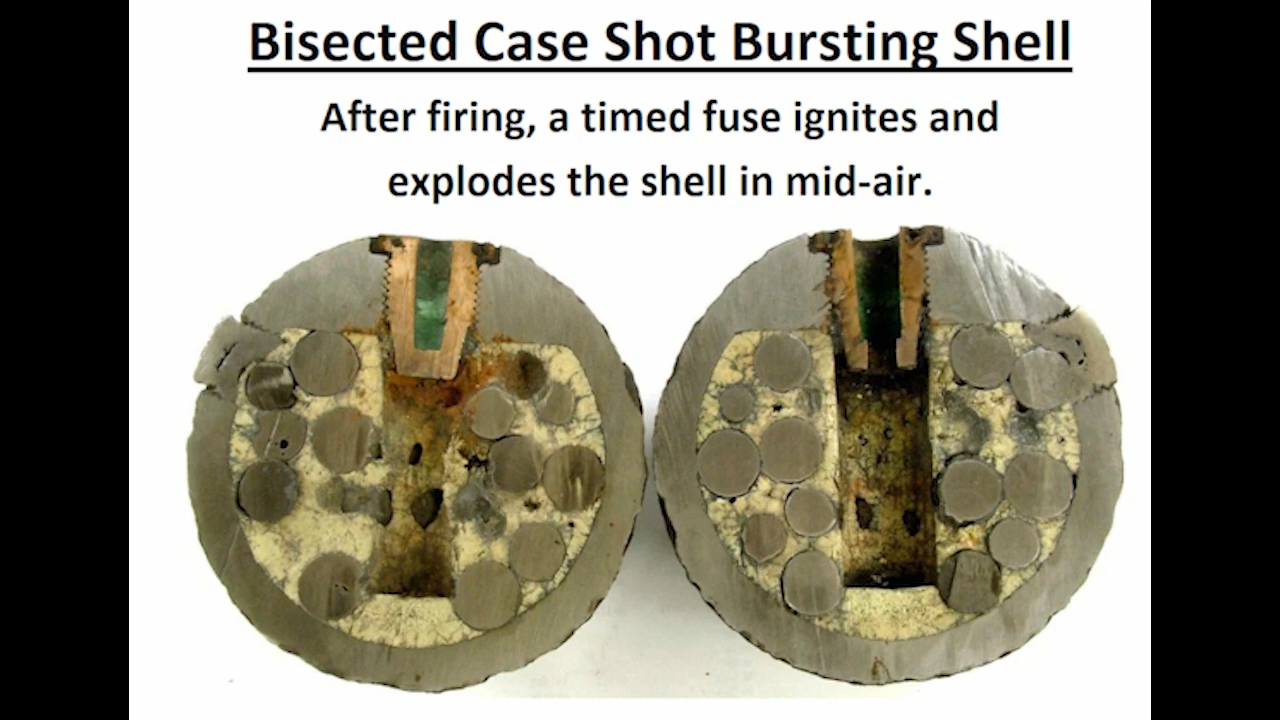 Bisected Case Shot Bursting Shell
After firing, a timed fuse ignites and
explodes the shell in mid-air.